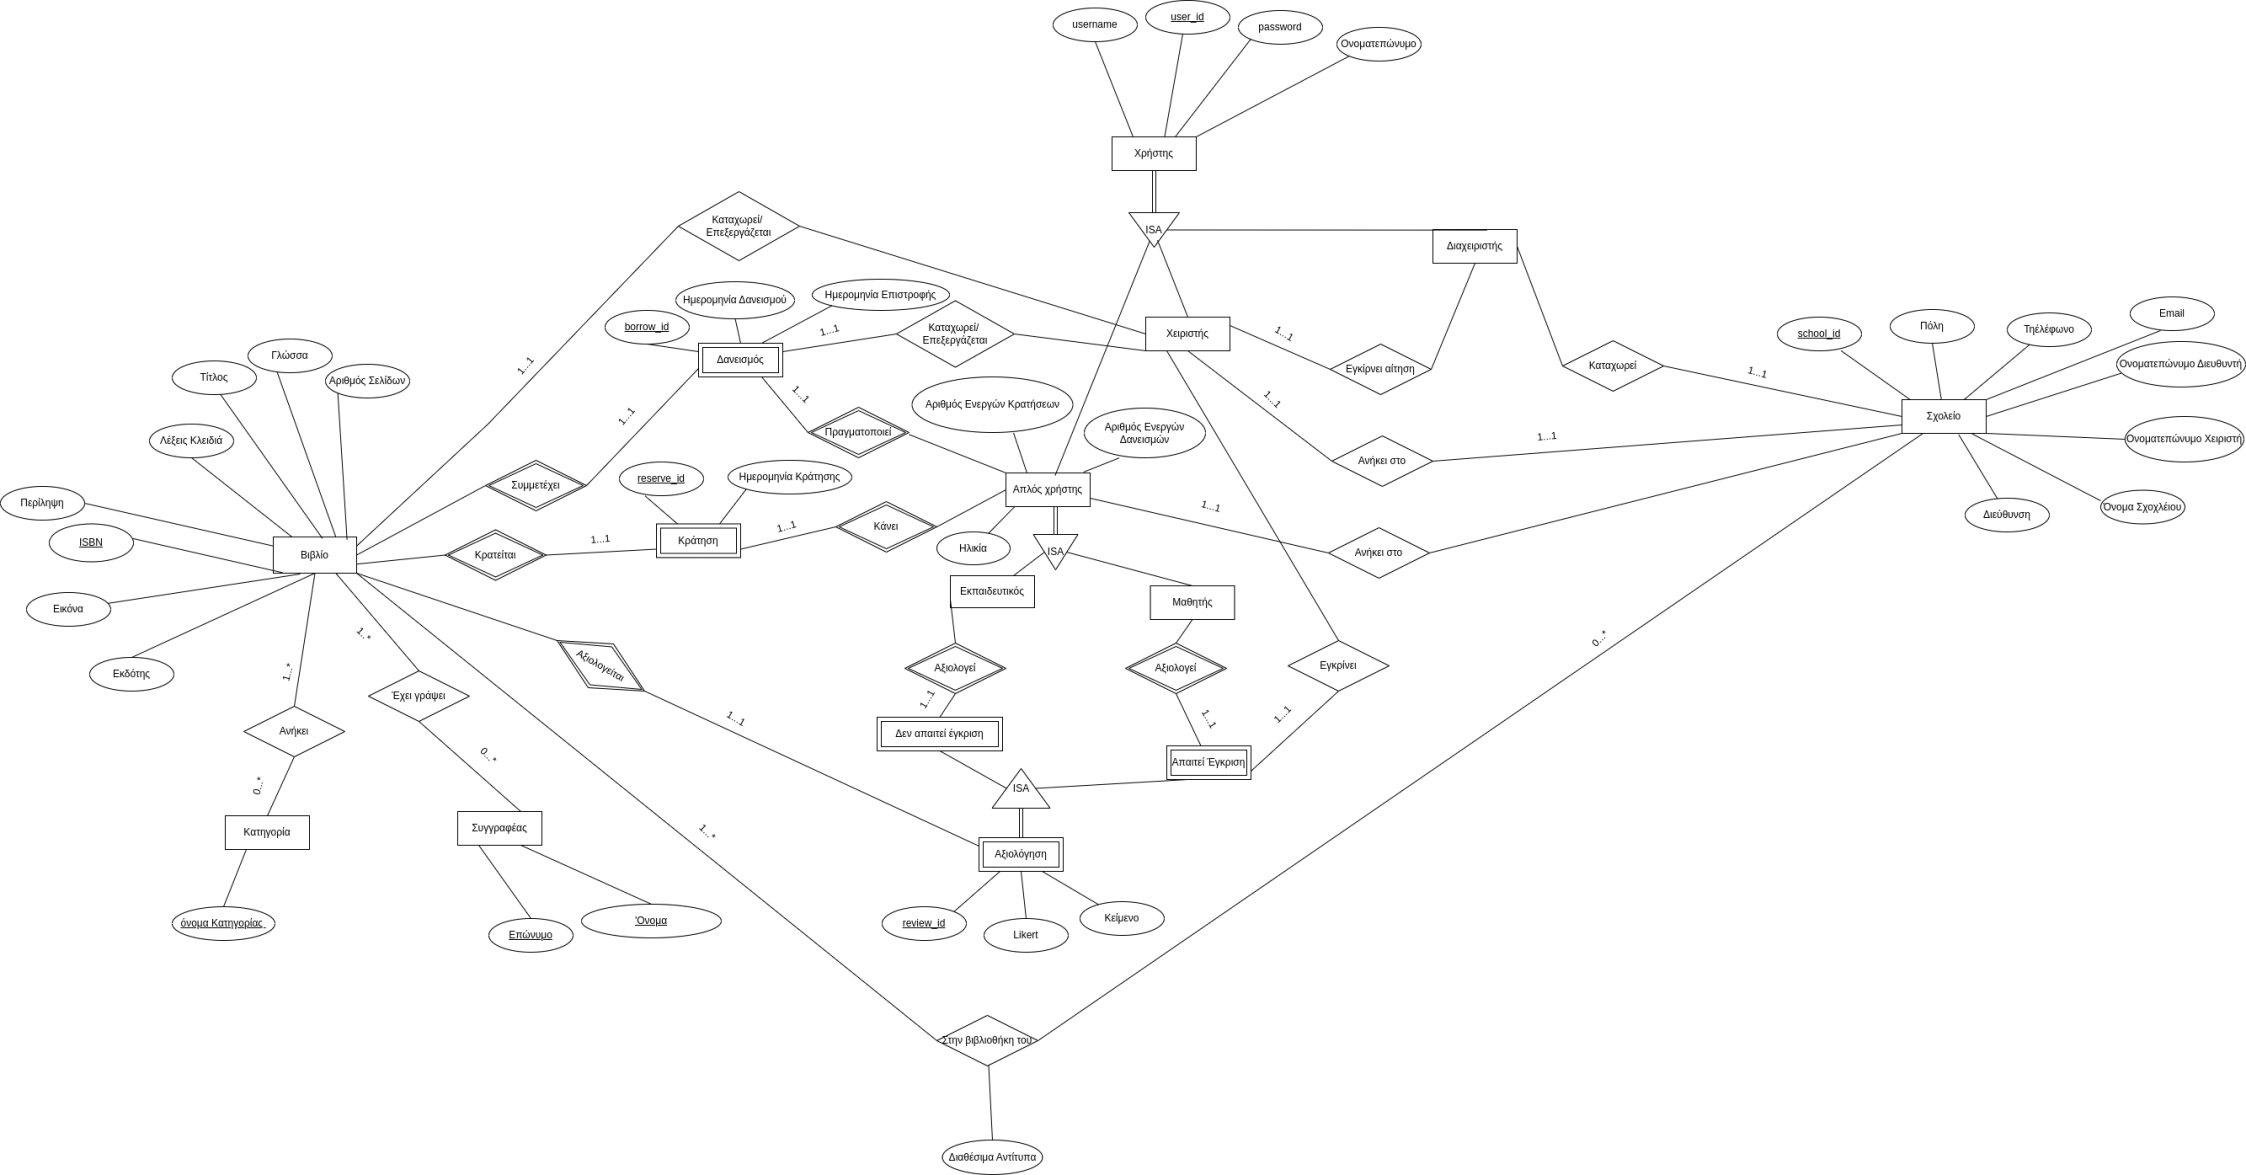 username
user_id
password
Ονοματεπώνυμο
Χρήστης
ISA
Καταχωρεί/
Επεξεργάζεται
Διαχειριστής
Ημερομηνία Δανεισμού
Ημερομηνία Επιστροφής
borrow_id
1...1
Καταχωρεί/
Επεξεργάζεται
Χειριστής
1...1
school_id
Πόλη
Τηέλέφωνο
Email
Ονοματεπώνυμο Διευθυντή
Γλώσσα
Τίτλος
Αριθμός Σελίδων
1...1
Δανεισμός
Εγκίρνει αίτηση
Καταχωρεί
1...1
1...1
1...1
1...1
Αριθμός Ενεργών Κρατήσεων
Αριθμός Ενεργών
Δανεισμών
Σχολείο
Λέξεις Κλειδιά
Πραγματοποιεί
1...1
Ονοματεπώνυμο Χειριστή
Ανήκει στο
Συμμετέχει
reserve_id
Ημερομηνία Κράτησης
Απλός χρήστης
Περίληψη
1...1
Διεύθυνση
Όνομα Σχοχλέιου
ISBN
Βιβλίο
Κρατείται
1...1
Κράτηση
1...1
Κάνει
Ηλικία
ISA
Ανήκει στο
Εικόνα
Εκπαιδευτικός
Μαθητής
1...*
0...*
Εκδότης
1...*
Αξιολογείται
Αξιολογεί
Αξιολογεί
Εγκρίνει
Έχει γράψει
1...1
1...1
1...1
1...1
Ανήκει
Δεν απαιτεί έγκριση
0...*
Απαιτεί Έγκριση
0...*
ISA
Κατηγορία
Συγγραφέας
1...*
Αξιολόγηση
όνομα Κατηγορίας
Επώνυμο
Όνομα
review_id
Likert
Κείμενο
Στην βιβλιοθήκη του
Διαθέσιμα Αντίτυπα